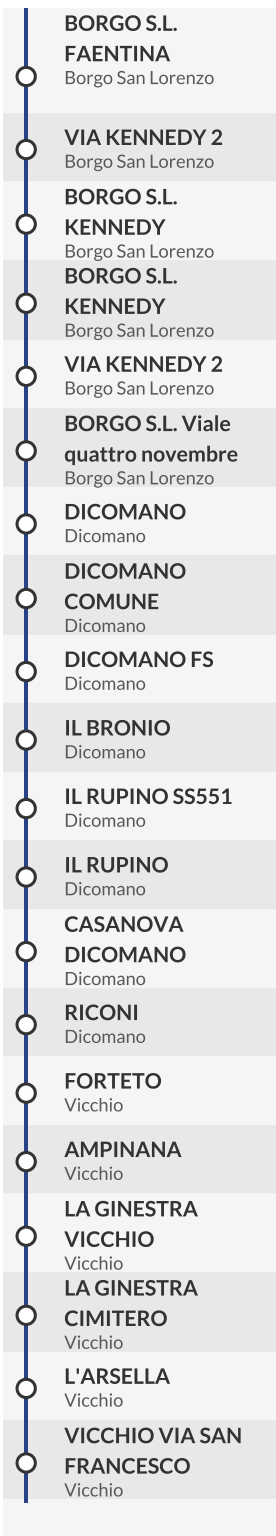 BORGO S.L.
FAENTINA
Borgo San Lorenzo
VIA KENNEDY 2
Borgo San Lorenzo
BORGO S.L.
KENNEDY
Borgo San Lorenzo
BORGO S.L.
KENNEDY
Borgo San Lorenzo
VIA KENNEDY 2
Borgo San Lorenzo
BORGO S.L. Viale
quattro novembre
Borgo San Lorenzo
DICOMANO
Dicomano
DICOMANO
COMUNE
Dicomano
DICOMANO FS
Dicomano
IL BRONIO
Dicomano
IL RUPINO SS551
Dicomano
IL RUPINO
Dicomano
CASANOVA
DICOMANO
Dicomano
RICONI
Dicomano
FORTETO
Vicchio
AMPINANA
Vicchio
LA GINESTRA
VICCHIO
Vicchio
LA GINESTRA
CIMITERO
Vicchio
L'ARSELLA
Vicchio
VICCHIO VIA SAN
FRANCESCO
Vicchio